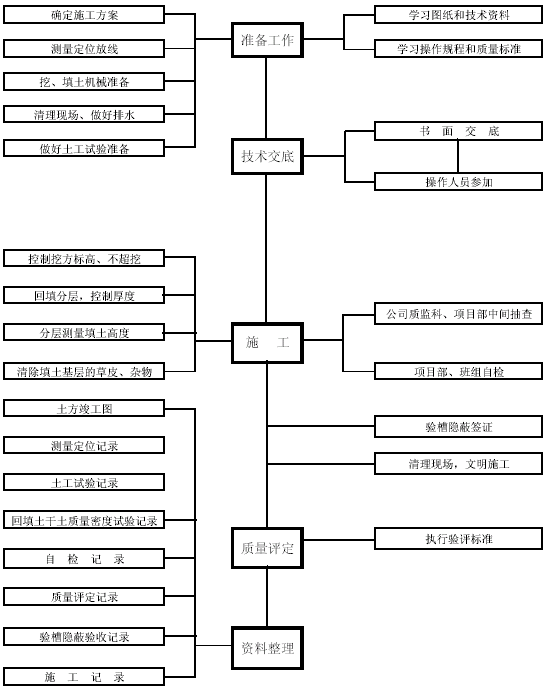 确定施工方案
测量定位放线
挖、填土机械准备
清理现场、做好排水
做好土工试验准备
准备工作
学习图纸和技术资料
学习操作规程和质量标准
技术交底
书 面 交 底
操作人员参加
控制挖方标高、不超挖
回填分层，控制厚度
分层测量填土高度
清除填土基层的草皮、杂物
施 工
公司质监科、项目部中间抽查
项目部、班组自检
验槽隐蔽签证
清理现场，文明施工
土方竣工图
测量定位记录
土工试验记录
回填土干土质量密度试验记录
自 检 记 录
质量评定记录
验槽隐蔽验收记录
施 工 记 录
质量评定
执行验评标准
资料整理